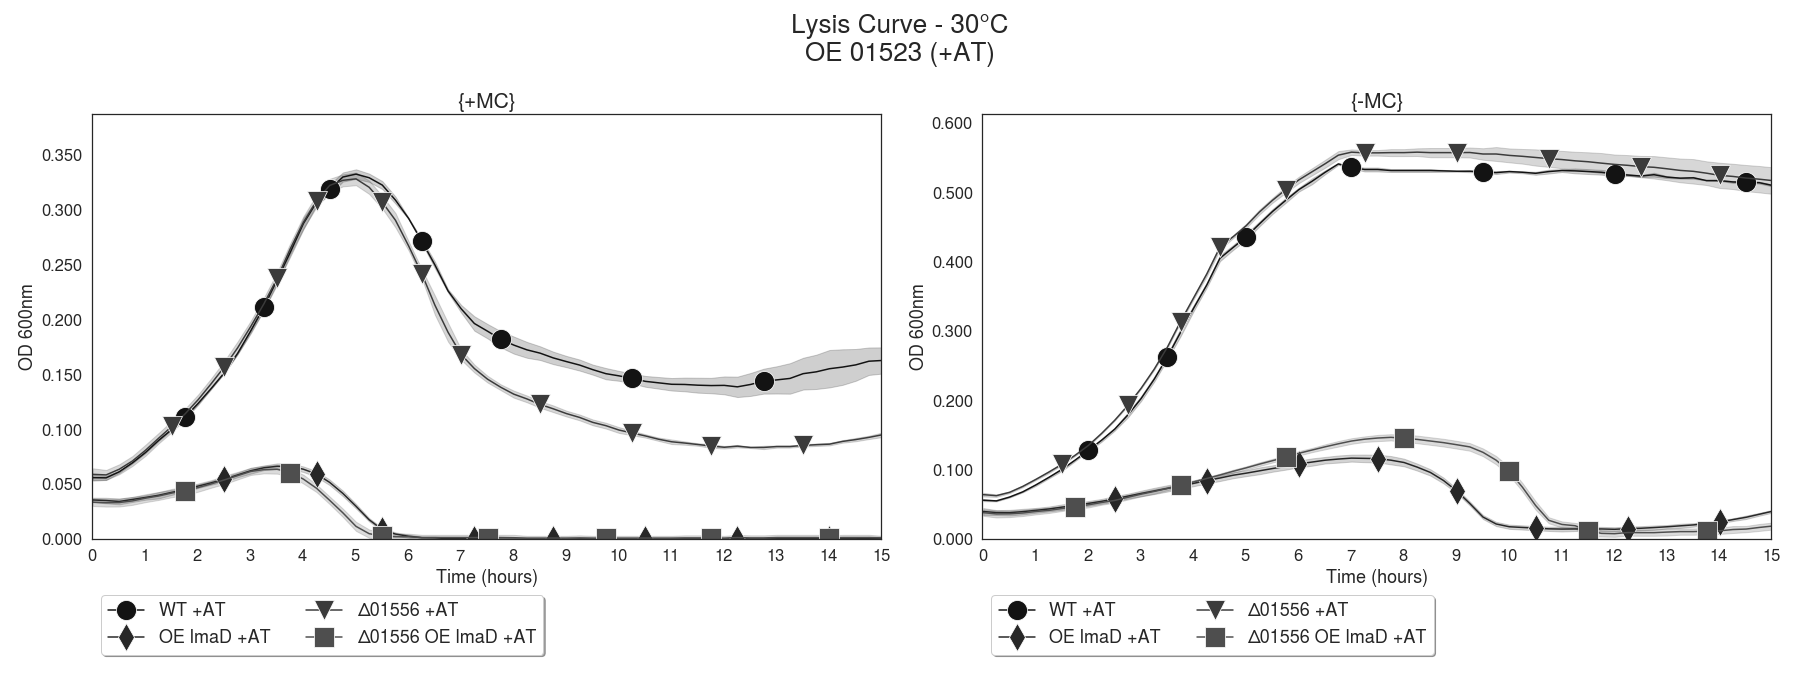 Lysis Curve - 30°C
OE 01523 (+AT)
{+MC}
OD 600nm
0.350
0.300
0.250
0.200
0.150
0.100
0.050
0.000
0 1 2 3 4 5 6 7 8 9 10 11 12 13 14 15
Time (hours)
WT +AT
Δ01556 +AT
OE lmaD +AT
Δ01556 OE lmaD +AT
{-MC}
OD 600nm
0.600
0.500
0.400
0.300
0.200
0.100
0.000
0 1 2 3 4 5 6 7 8 9 10 11 12 13 14 15
Time (hours)
WT +AT
Δ01556 +AT
OE lmaD +AT
Δ01556 OE lmaD +AT